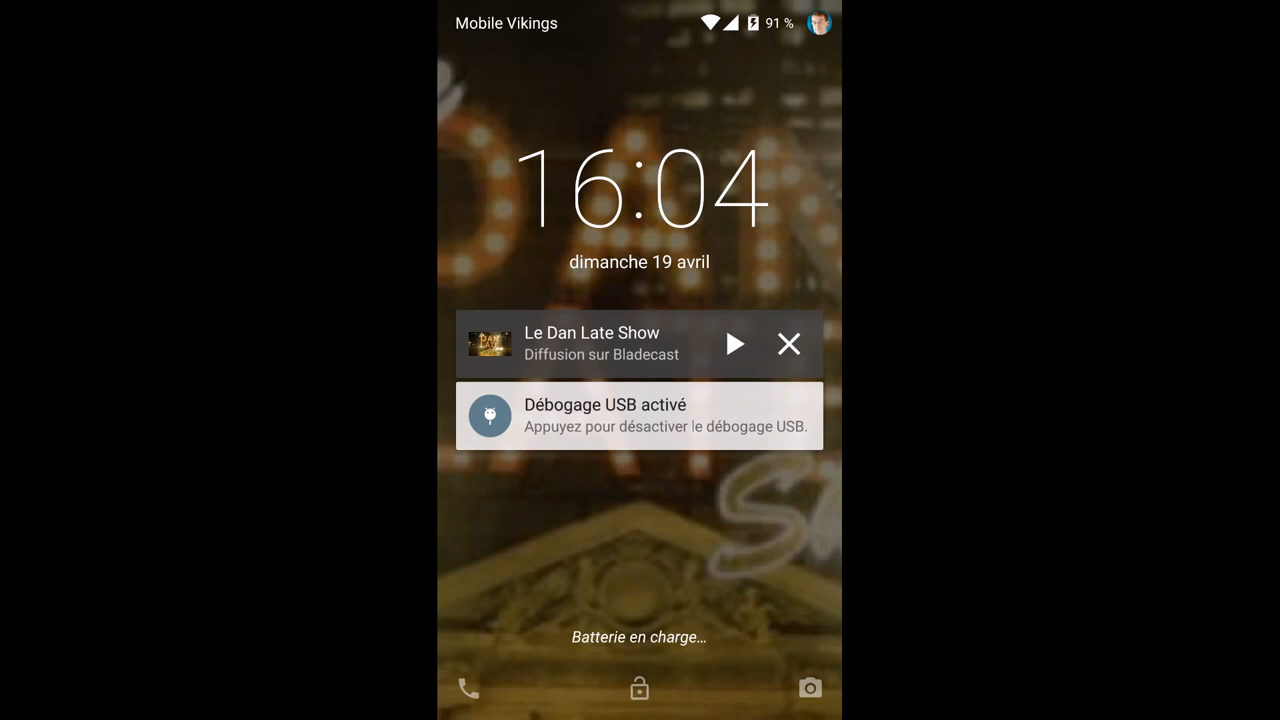 Mobile Vikings
91 %
16:04
dimanche 19 avril
Le Dan Late Show
Diffusion sur Bladecast
Débogage USB activé
Appuyez pour désactiver le débogage USB.
Batterie en charge...